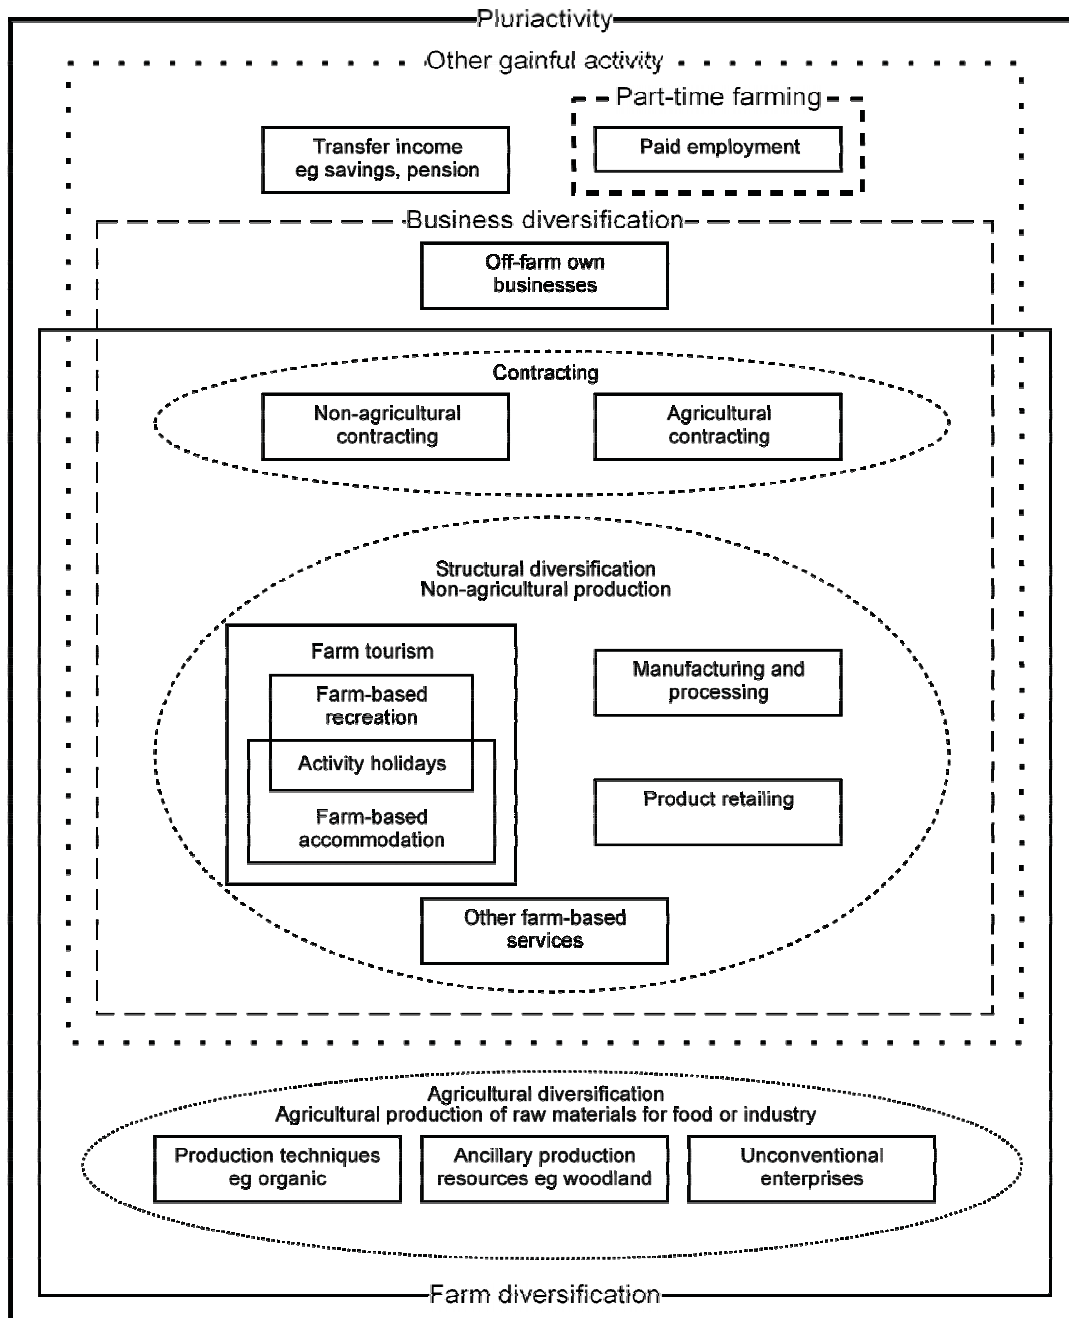 Pluriactivity
Other gainful activity
Part-time farming
Transfer income
eg savings, pension
Paid employment
Business diversification
Off-farm own
businesses
Contracting
Non-agricultural
contracting
Agricultural
contracting
Structural diversification
Non-agricultural production
Farm tourism
Farm-based
recreation
Activity holidays
Farm-based
accommodation
Manufacturing and
processing
Product retailing
Other farm-based
services
Agricultural diversification
Agricultural production of raw materials for food or industry
Production techniques
eg organic
Ancillary production
resources eg woodland
Unconventional
enterprises
Farm diversification